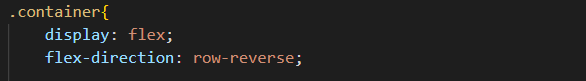 .container{
    display: flex;
    flex-direction: row-reverse;